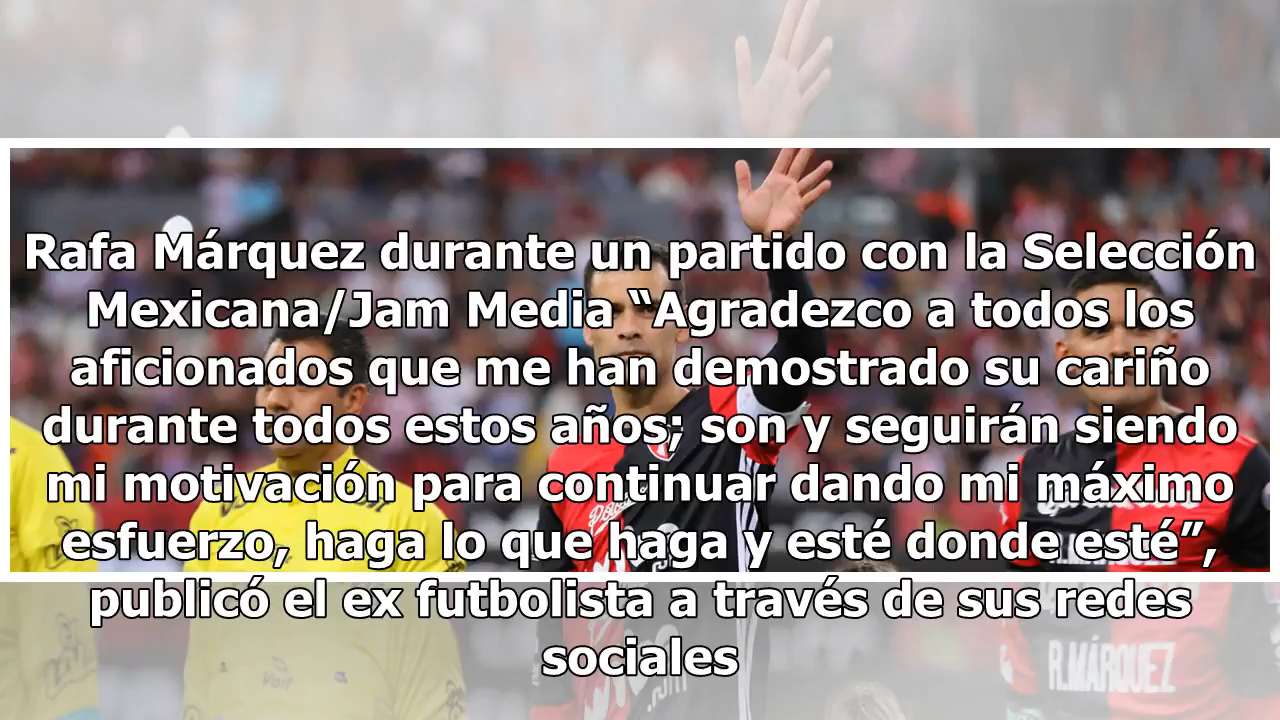 Rafa Márquez durante un partido con la Selección
Mexicana/Jam Media “Agradezco a todos los
aficionados que me han demostrado su cariño
durante todos estos años; son y seguirán siendo
mi motivación para continuar dando mi máximo
esfuerzo, haga lo que haga y esté donde esté”,
publicó el ex futbolista a través de sus redes
sociales
R.MÁRQUEZ
Voit